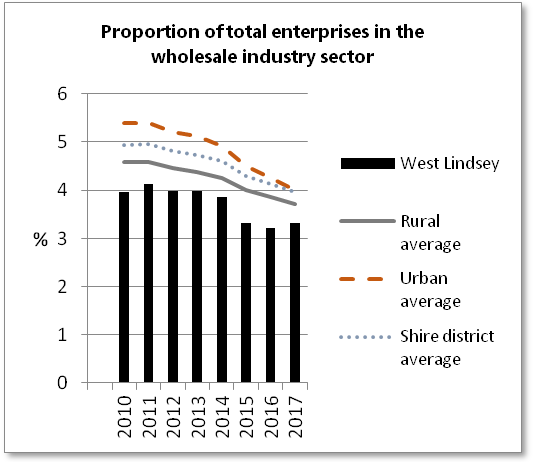 Proportion of total enterprises in the
wholesale industry sector
6
5
4
3
2
1
0
%
2010
2011
2012
2013
2014
2015
2016
2017
West Lindsey
Rural
average
Urban
average
Shire district
average